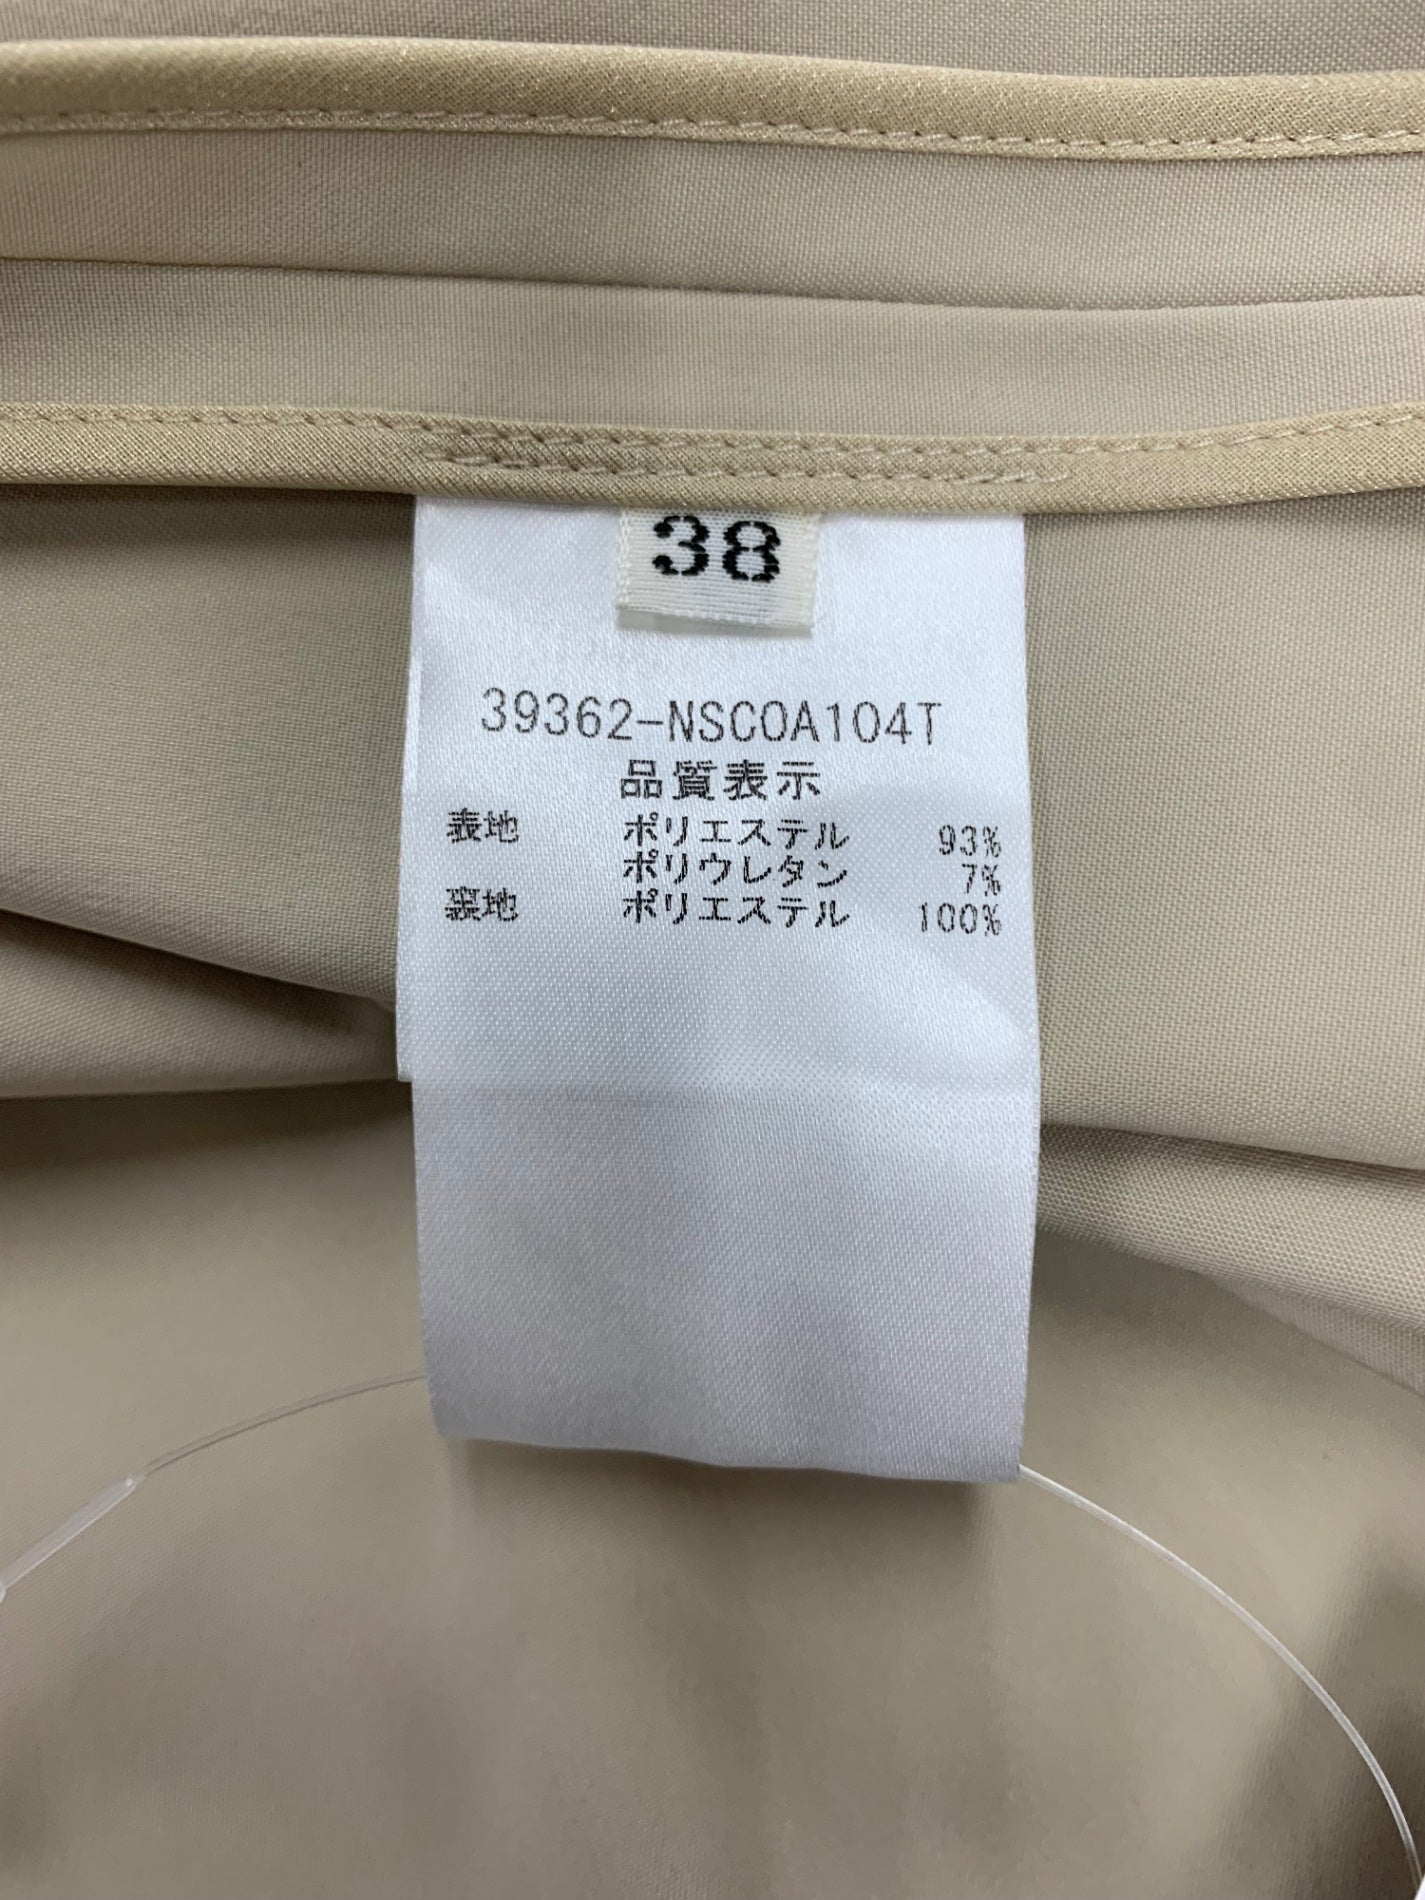 38
39362-NSCOA104T
品質表示
表地 ポリエステル 93%
ポリウレタン 7%
裏地 ポリエステル 100%